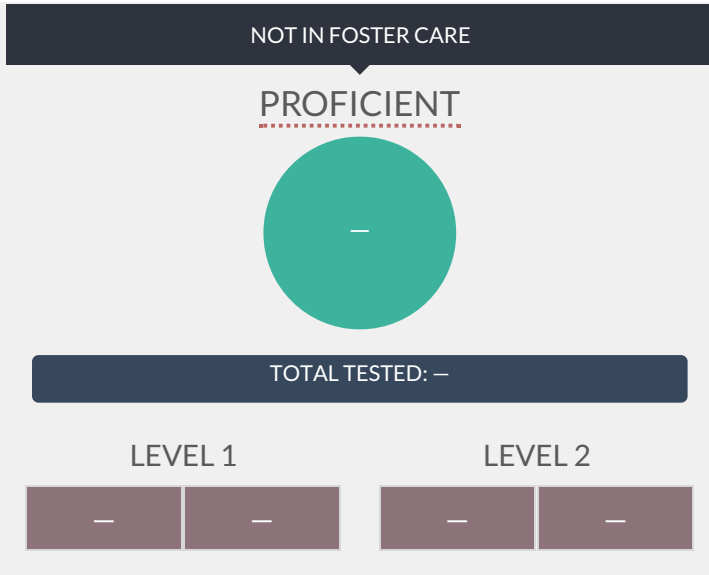 NOT IN FOSTER CARE
PROFICIENT
—
TOTAL TESTED: —
LEVEL 1 LEVEL 2
— — — —